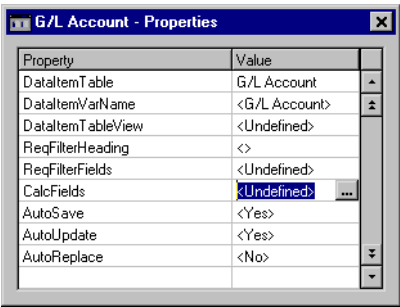 G/L Account - Properties
Property Value
DataItemTable G/L Account
DataItemVarName <G/L Account>
DataItemTableView <Undefined>
ReqFilterHeading <>
ReqFilterFields <Undefined>
CalcFields <Undefined> ...
AutoSave <Yes>
AutoUpdate <Yes>
AutoReplace <No>